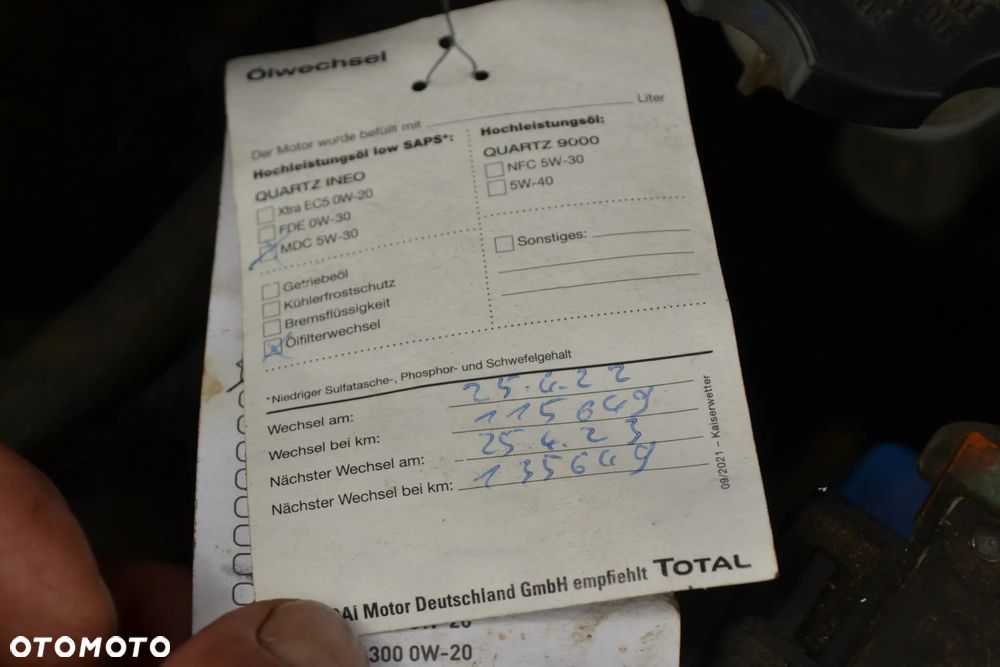 Ölwechsel
Der Motor wurde befüllt mit Liter
Hochleistungsöl low SAPS*:
QUARTZ INEO
Xtra EC5 0W-20
FDE 0W-30
MDC 5W-30
Hochleistungsöl:
QUARTZ 9000
NFC 5W-30
5W-40
Getriebeöl
Kühlerfrostschutz
Bremsflüssigkeit
Ölfilterwechsel
Sonstiges:
*Niedriger Sulfatasche-, Phosphor- und Schwefelgehalt
Wechsel am: 25.4.22
Wechsel bei km: 115649
Nächster Wechsel am: 25.4.23
Nächster Wechsel bei km: 135649
09/2021 – Kaiserwetter
Motor Deutschland GmbH empfiehlt TOTAL
300 0W-20
OTOMOTO